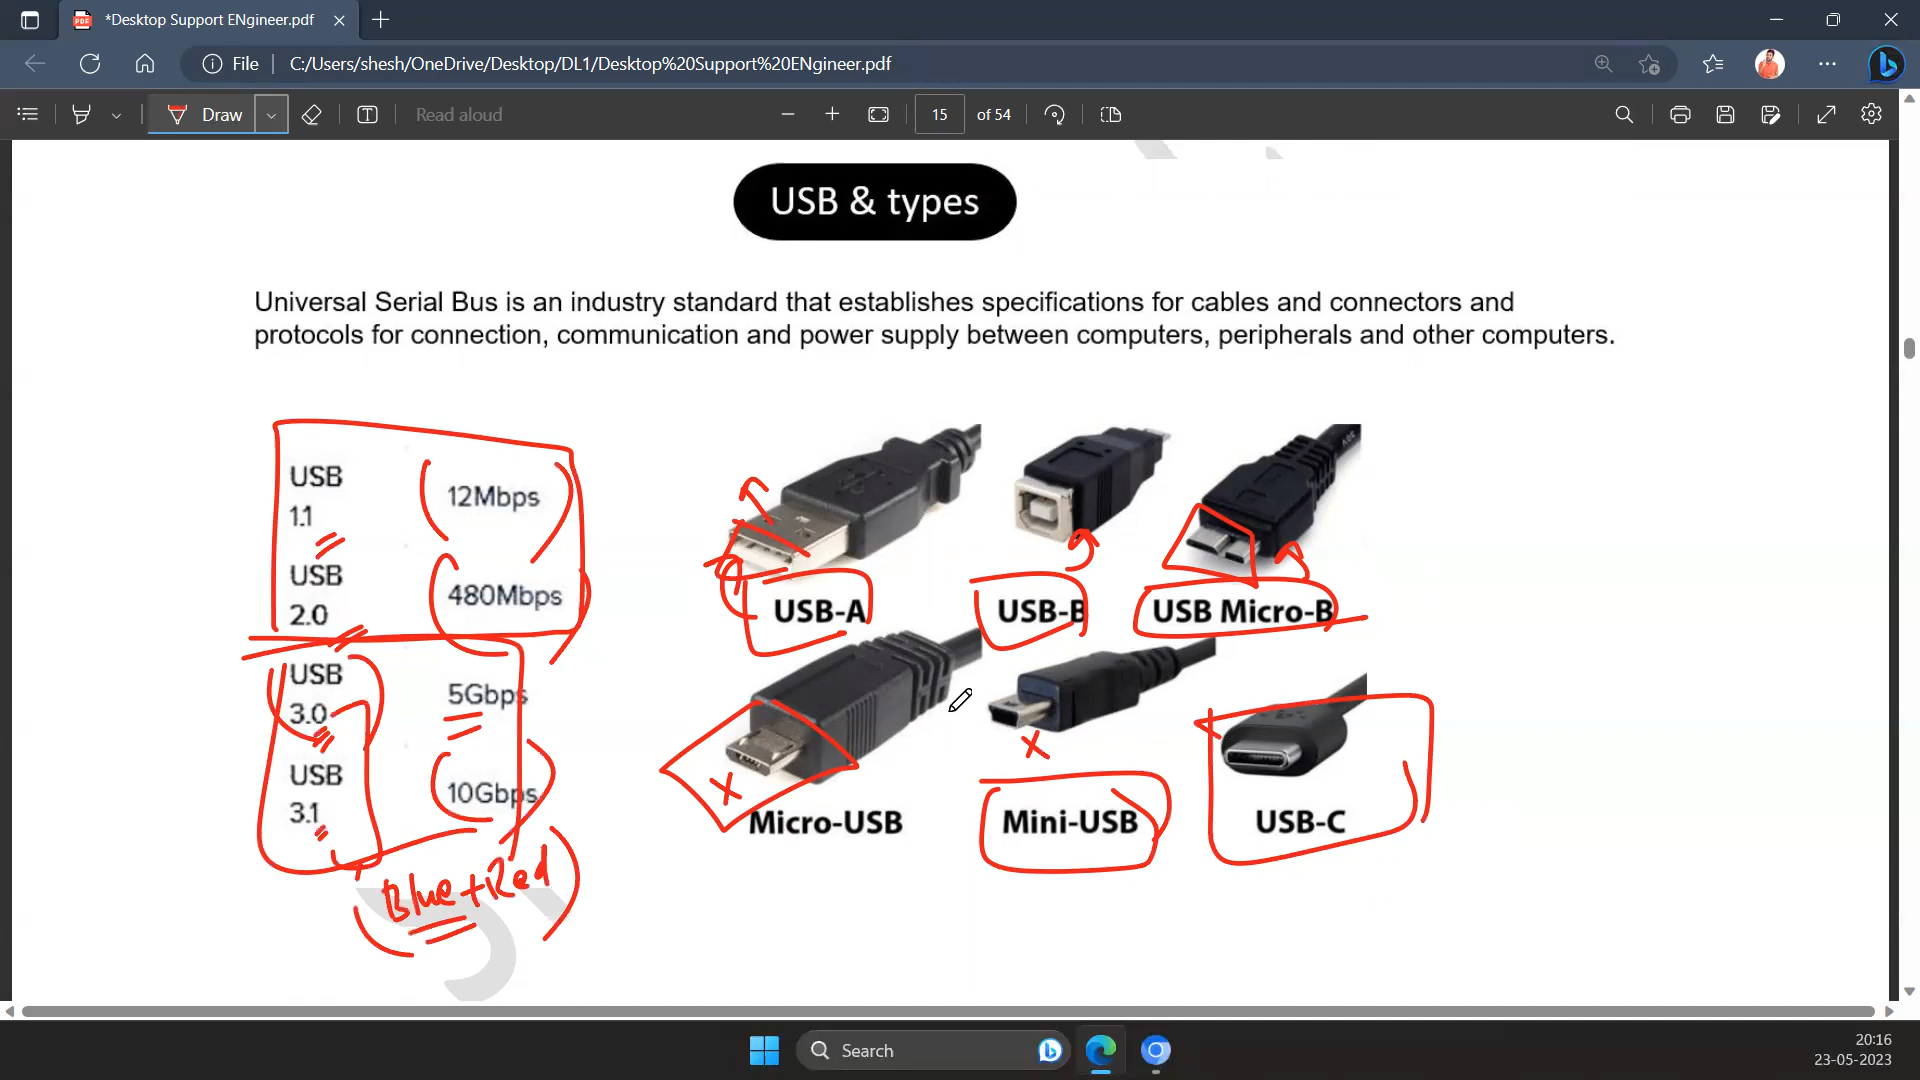 *Desktop Support ENgineer.pdf
File
C:/Users/shesh/OneDrive/Desktop/DL1/Desktop%20Support%20ENgineer.pdf
Draw
Read aloud
15
of 54
USB & types
Universal Serial Bus is an industry standard that establishes specifications for cables and connectors and
protocols for connection, communication and power supply between computers, peripherals and other computers.
USB
1.1
12Mbps
USB
2.0
480Mbps
USB
3.0
5Gbps
USB
3.1
10Gbps
Blue+Red
USB-A
USB-B
USB Micro-B
Micro-USB
Mini-USB
USB-C
Search
20:16
23-05-2023